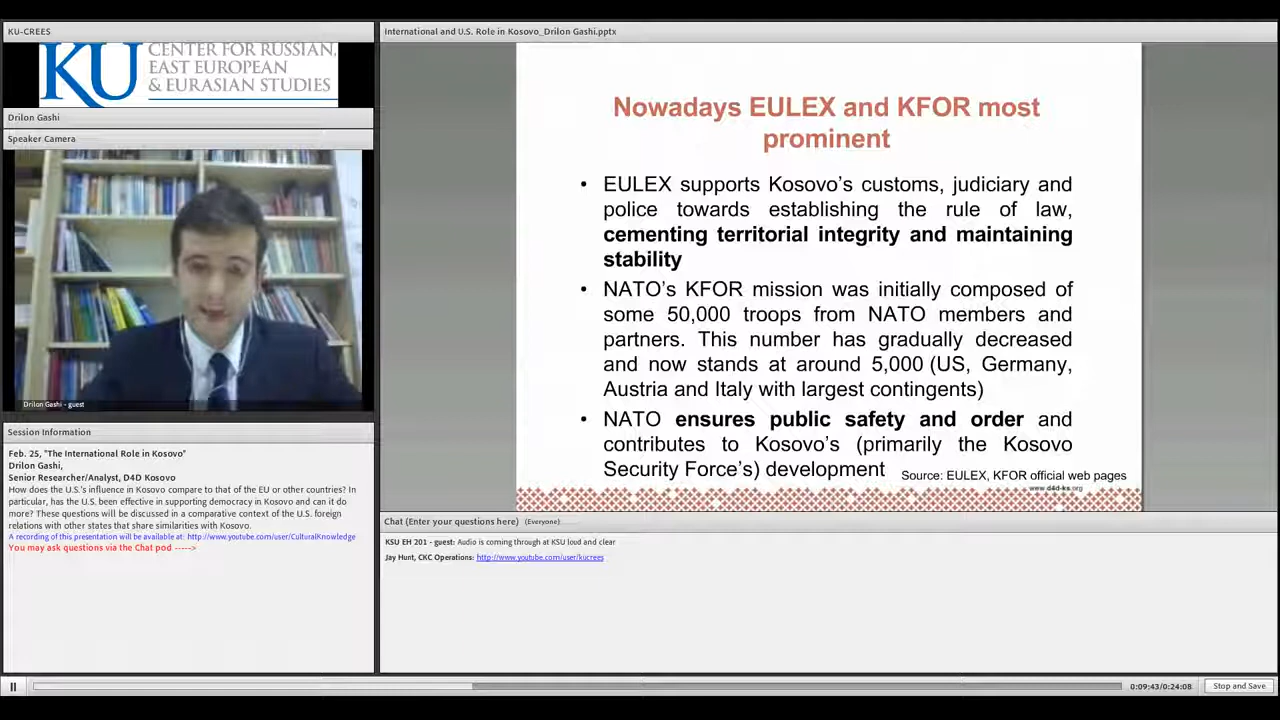 KU-CREES
KU
CENTER FOR RUSSIAN,
EAST EUROPEAN
& EURASIAN STUDIES
Drilon Gashi
Speaker Camera
Drilon Gashi - guest
Session Information
Feb. 25, "The International Role in Kosovo"
Drilon Gashi,
Senior Researcher/Analyst, D4D Kosovo
How does the U.S.'s influence in Kosovo compare to that of the EU or other countries? In
particular, has the U.S. been effective in supporting democracy in Kosovo and can it do
more? These questions will be discussed in a comparative context of the U.S. foreign
relations with other states that share similarities with Kosovo.
A recording of this presentation will be available at: http://www.youtube.com/user/CulturalKnowledge
You may ask questions via the Chat pod ----->
International and U.S. Role in Kosovo_Drilon Gashi.pptx
Nowadays EULEX and KFOR most
prominent
• EULEX supports Kosovo's customs, judiciary and
police towards establishing the rule of law,
cementing territorial integrity and maintaining
stability
• NATO's KFOR mission was initially composed of
some 50,000 troops from NATO members and
partners. This number has gradually decreased
and now stands at around 5,000 (US, Germany,
Austria and Italy with largest contingents)
• NATO ensures public safety and order and
contributes to Kosovo's (primarily the Kosovo
Security Force's) development
Source: EULEX, KFOR official web pages
www.d4d-ks.org
Chat (Enter your questions here) (Everyone)
KSU EH 201 - guest: Audio is coming through at KSU loud and clear
Jay Hunt, CKC Operations: http://www.youtube.com/user/kucrees
0:09:43/0:24:08
Stop and Save